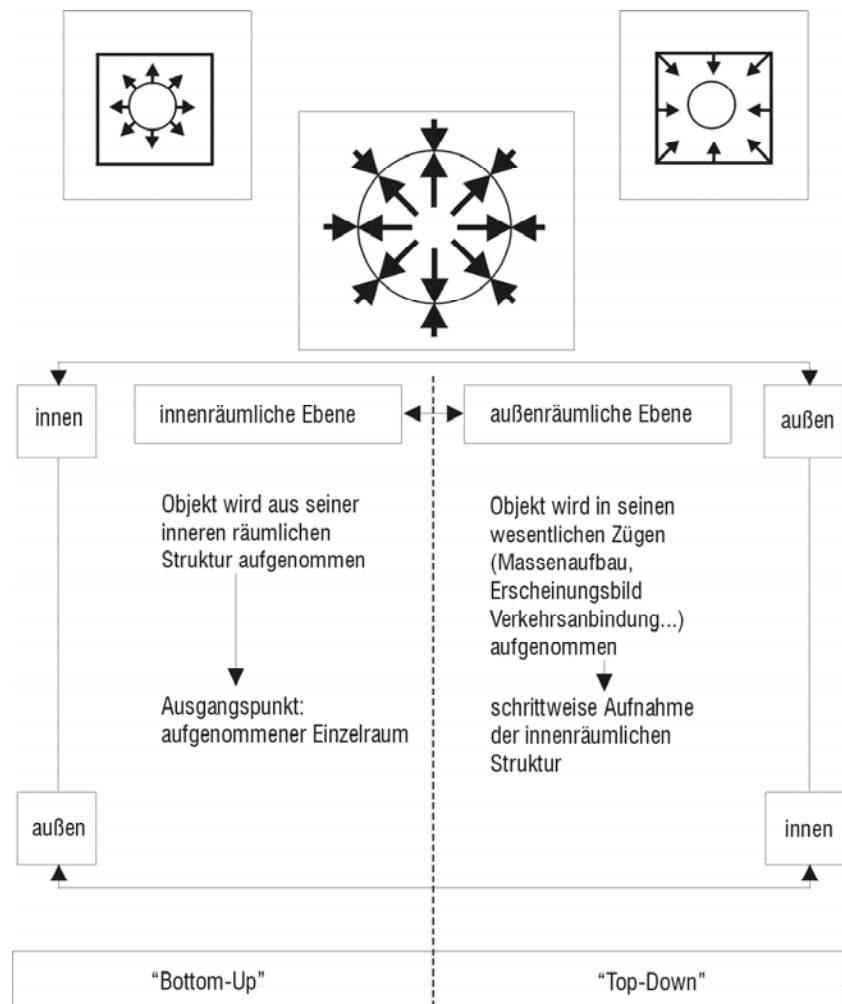 innen
innenräumliche Ebene
außenräumliche Ebene
außen
Objekt wird aus seiner
inneren räumlichen
Struktur aufgenommen
Objekt wird in seinen
wesentlichen Zügen
(Massenaufbau,
Erscheinungsbild
Verkehrsanbindung...)
aufgenommen
Ausgangspunkt:
aufgenommener Einzelraum
schrittweise Aufnahme
der innenräumlichen
Struktur
außen
innen
“Bottom-Up”
“Top-Down”